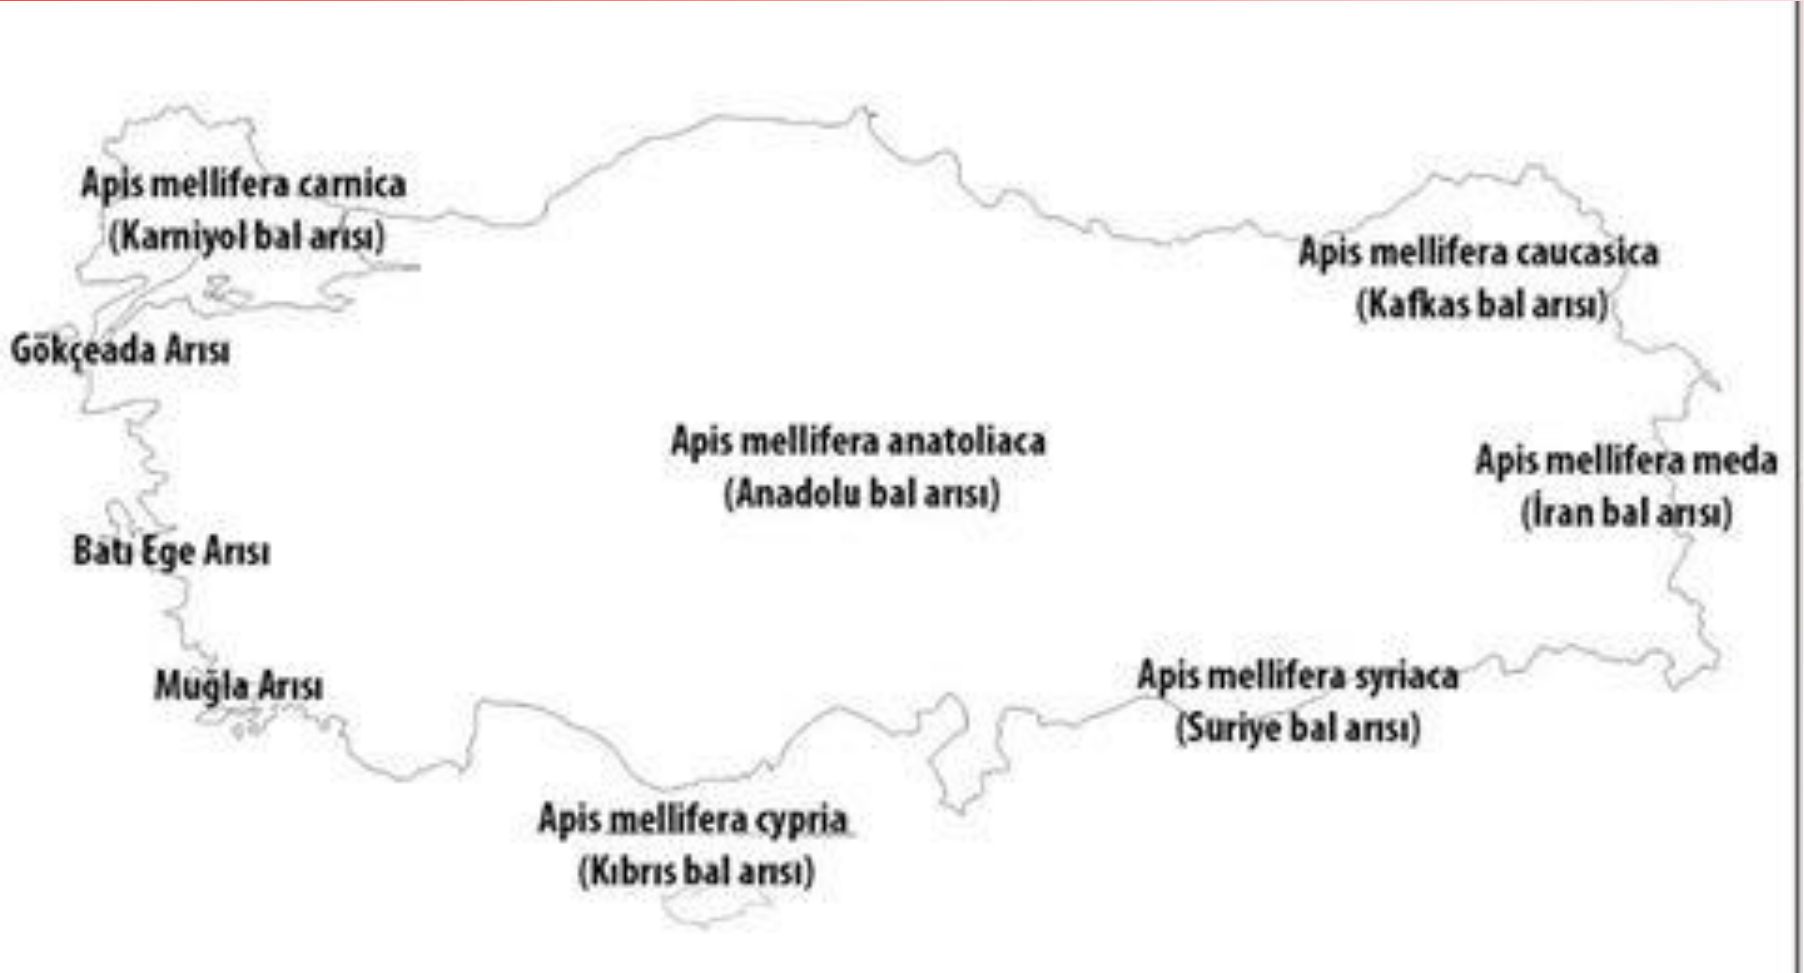 Apis mellifera carnica
(Karniyol bal arısı)
Apis mellifera caucasica
(Kafkas bal arısı)
Gökçeada Arısı
Apis mellifera anatoliaca
(Anadolu bal arısı)
Apis mellifera meda
(İran bal arısı)
Batı Ege Arısı
Muğla Arısı
Apis mellifera syriaca
(Suriye bal arısı)
Apis mellifera cypria
(Kıbrıs bal arısı)